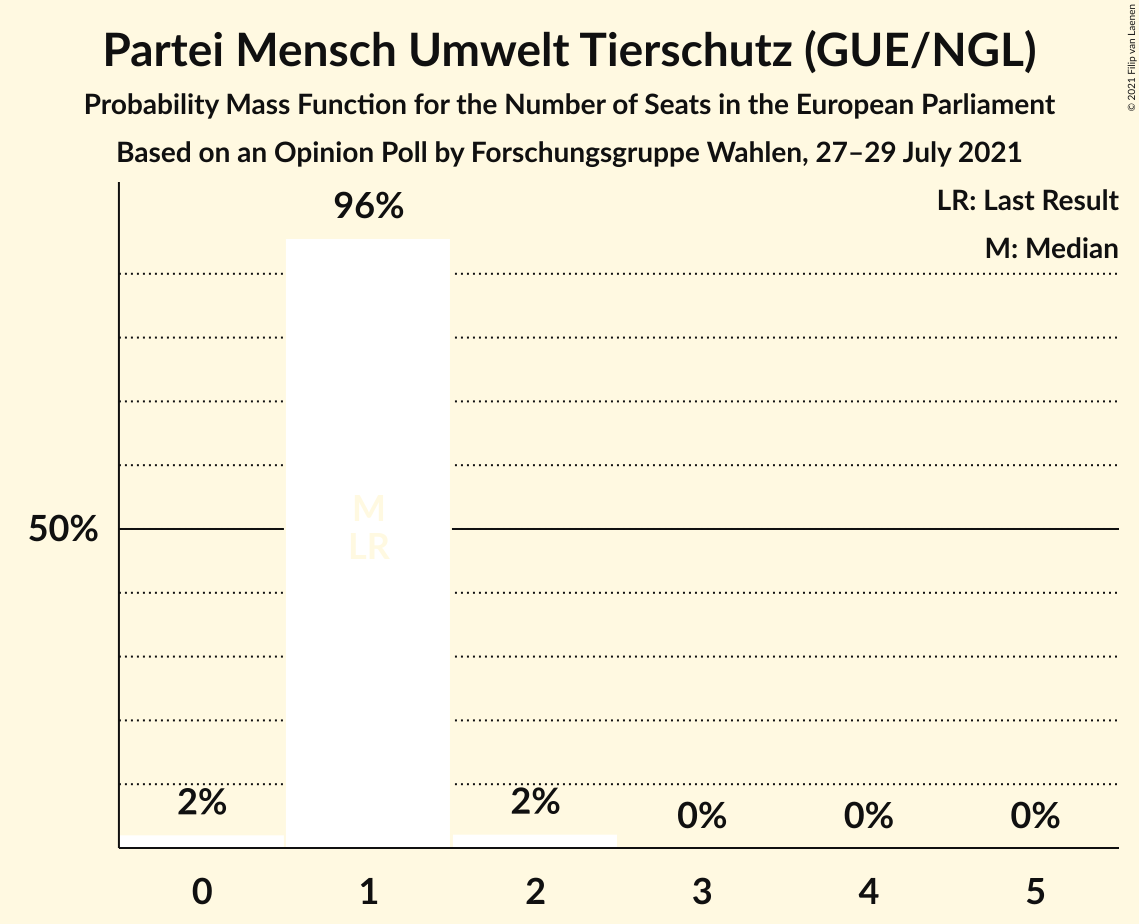 Partei Mensch Umwelt Tierschutz (GUE/NGL)
Probability Mass Function for the Number of Seats in the European Parliament
Based on an Opinion Poll by Forschungsgruppe Wahlen, 27–29 July 2021
© 2021 Filip van Laenen
LR: Last Result
M: Median
96%
M
LR
50%
2%
2%
0%
0%
0%
0
1
2
3
4
5